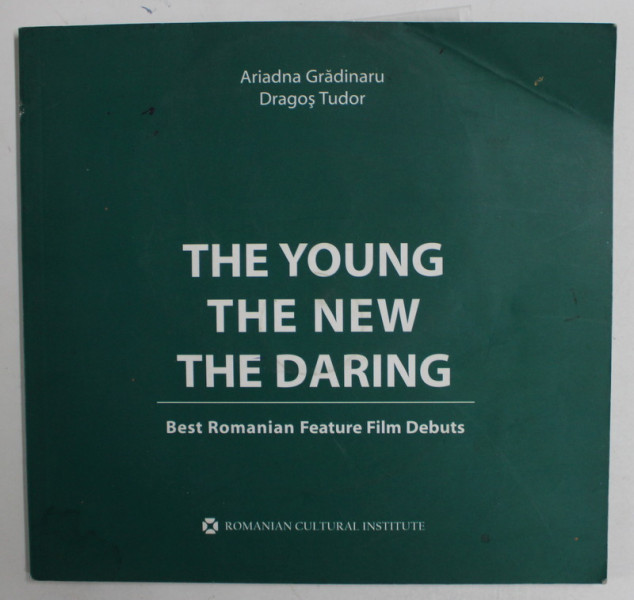 Ariadna Grădinaru
Dragoş Tudor
THE YOUNG
THE NEW
THE DARING
Best Romanian Feature Film Debuts
ROMANIAN CULTURAL INSTITUTE